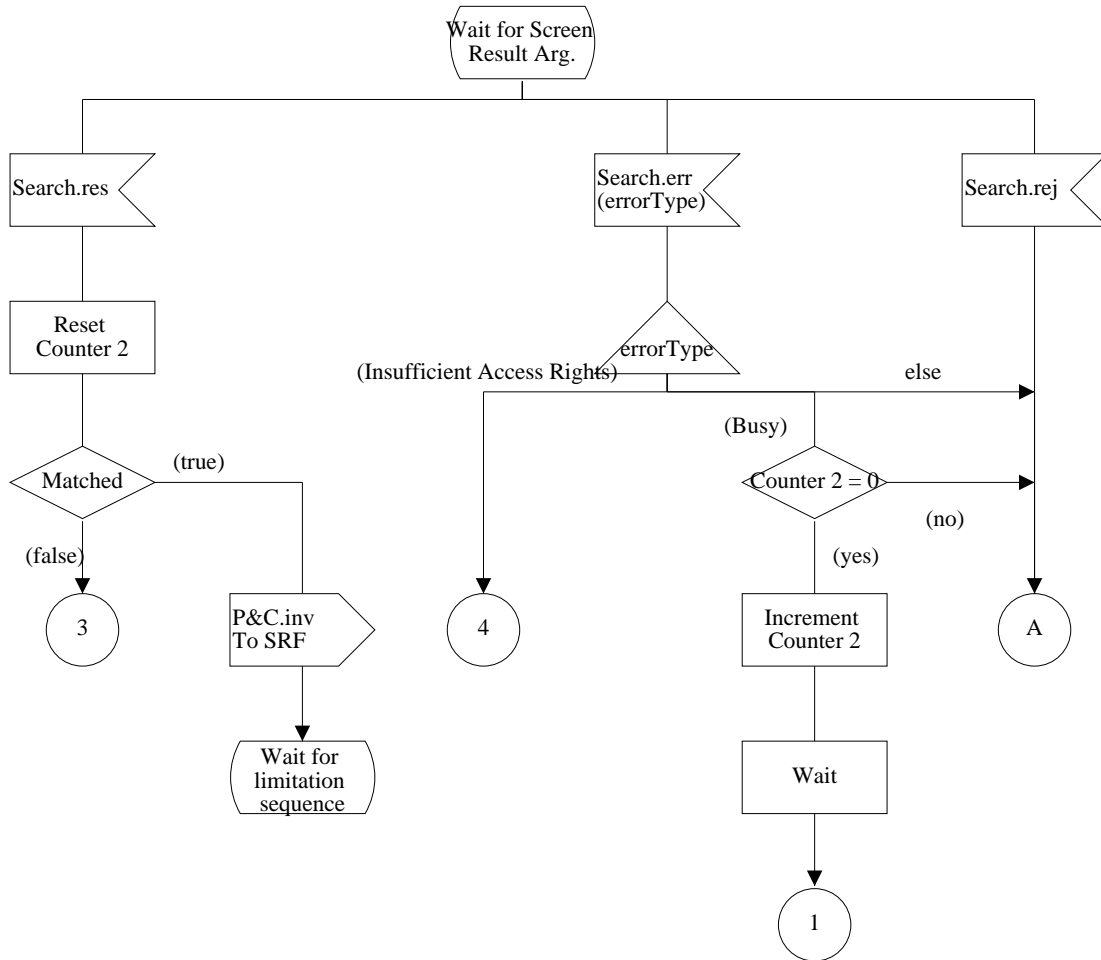 Wait for Screen
Result Arg.
Search.res
Search.err
(errorType)
Search.rej
Reset
Counter 2
errorType
(Insufficient Access Rights)
else
(Busy)
Matched
(true)
Counter 2 = 0
(no)
(false)
(yes)
3
P&C.inv
To SRF
4
Increment
Counter 2
A
Wait for
limitation
sequence
Wait
1